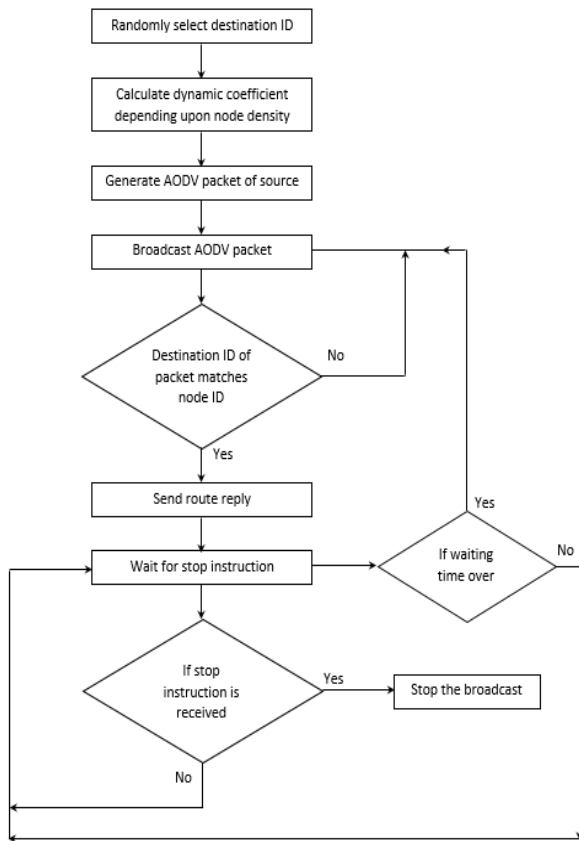 Randomly select destination ID
Calculate dynamic coefficient
depending upon node density
Generate AODV packet of source
Broadcast AODV packet
Destination ID of
packet matches
node ID
No
Yes
Send route reply
Yes
Wait for stop instruction
If waiting
time over
No
If stop
instruction is
received
Yes
Stop the broadcast
No